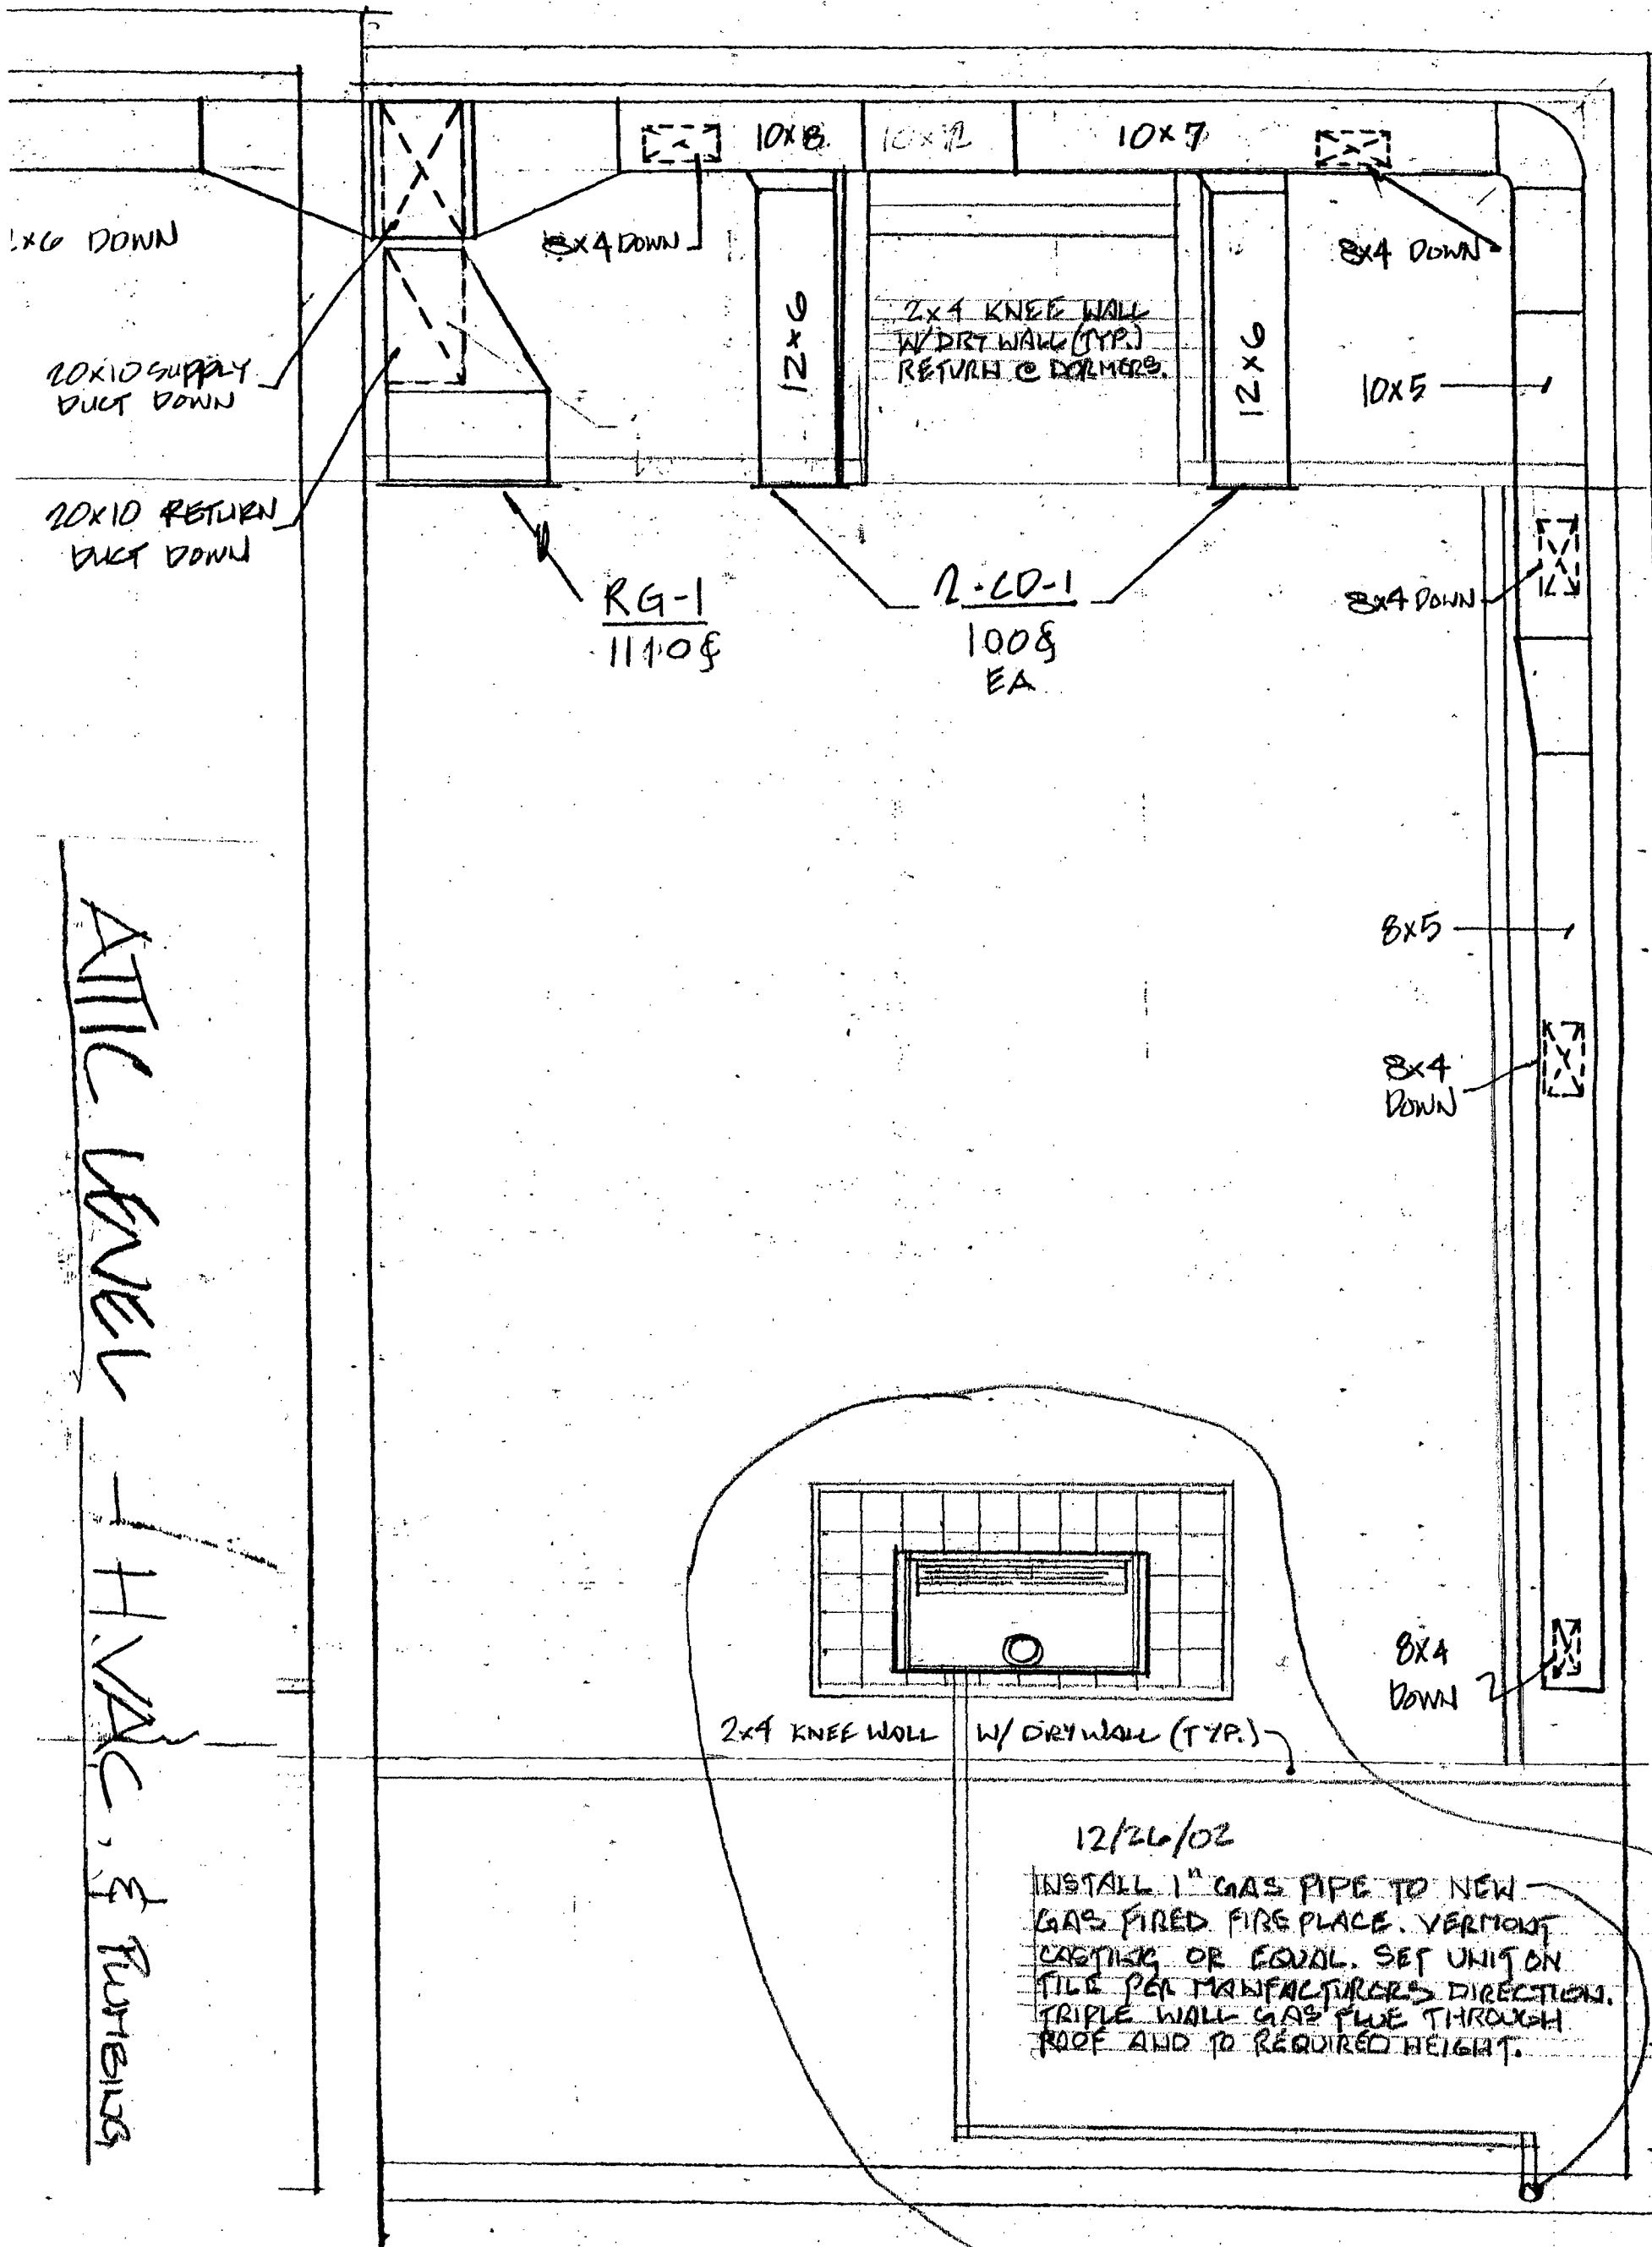 10x8
10x12
10x7
x6 DOWN
8x4 DOWN
8x4 DOWN
20x10 SUPPLY
DUCT DOWN
12x6
2x4 KNEE WALL
W/DRY WALL (TYP.)
RETURN @ DORMERS.
12x6
10x5
20x10 RETURN
DUCT DOWN
RG-1
2-CD-1
100
EA
8x4 DOWN
8x5
8x4
DOWN
ATTIC LEVEL - H.VAC. & PLUMBING
8x4
DOWN
2x4 KNEE WALL W/ DRYWALL (TYP.)
12/26/02
INSTALL 1" GAS PIPE TO NEW
GAS FIRED FIREPLACE. VERMONT
CASTING OR EQUAL. SET UNIT ON
TILE PER MANFACTURERS DIRECTION.
TRIPLE WALL GAS FLUE THROUGH
ROOF AND TO REQUIRED HEIGHT.